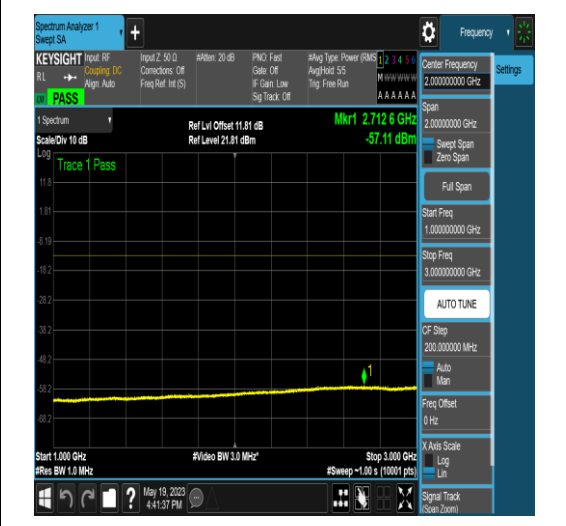 Spectrum Analyzer 1
Swept SA
+
Frequency
KEYSIGHT
RL
PASS
Input: RF
Coupling: DC
Align: Auto
Input Z: 50 Ω
Corrections: Off
Freq Ref: Int (S)
#Atten: 20 dB
PNO: Fast
Gate: Off
IF Gain: Low
Sig Track: Off
#Avg Type: Power (RMS
Avg|Hold: 5/5
Trig: Free Run
1 2 3 4 5 6
M W W W W W
A A A A A A
Center Frequency
2.000000000 GHz
Settings
Span
2.00000000 GHz
Swept Span
Zero Span
Full Span
Start Freq
1.000000000 GHz
Stop Freq
3.000000000 GHz
AUTO TUNE
CF Step
200.000000 MHz
Auto
Man
Freq Offset
0 Hz
X Axis Scale
Log
Lin
Signal Track
(Span Zoom)
1 Spectrum
Scale/Div 10 dB
Ref Lvl Offset 11.81 dB
Ref Level 21.81 dBm
Mkr1 2.712 6 GHz
-57.11 dBm
Log
Trace 1 Pass
11.8
1.81
-8.19
-18.2
-28.2
-38.2
-48.2
-58.2
-68.2
1
Start 1.000 GHz
#Video BW 3.0 MHz*
Stop 3.000 GHz
#Res BW 1.0 MHz
#Sweep ~1.00 s (10001 pts)
?
May 19, 2023
4:41:37 PM